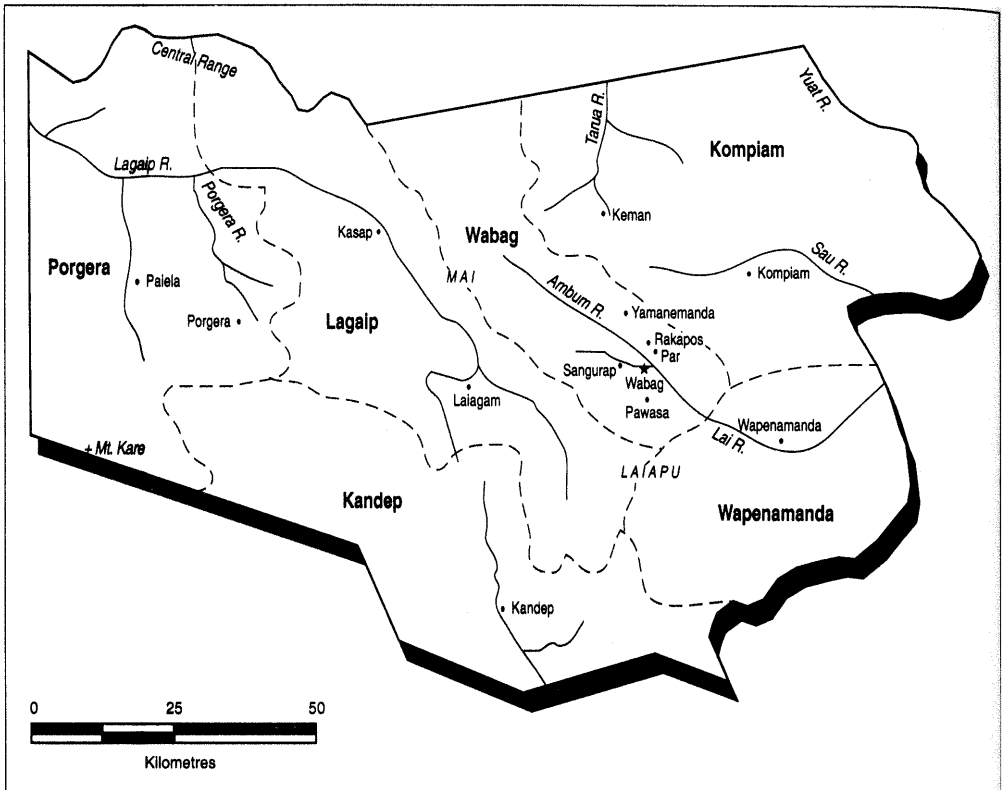 Central Range
Yuat R.
Tarua R.
Kompiam
Lagaip R.
Porgera R.
Keman
Kasap
Wabag
Sau R.
Porgera
MAI
Kompiam
Paiela
Ambum R.
Yamanemanda
Porgera
Lagaip
Rakapos
Par
Sangurap
Wabag
Laiagam
Pawasa
Wapenamanda
Lai R.
+ Mt. Kare
LAIAPU
Kandep
Wapenamanda
Kandep
0 25 50
Kilometres